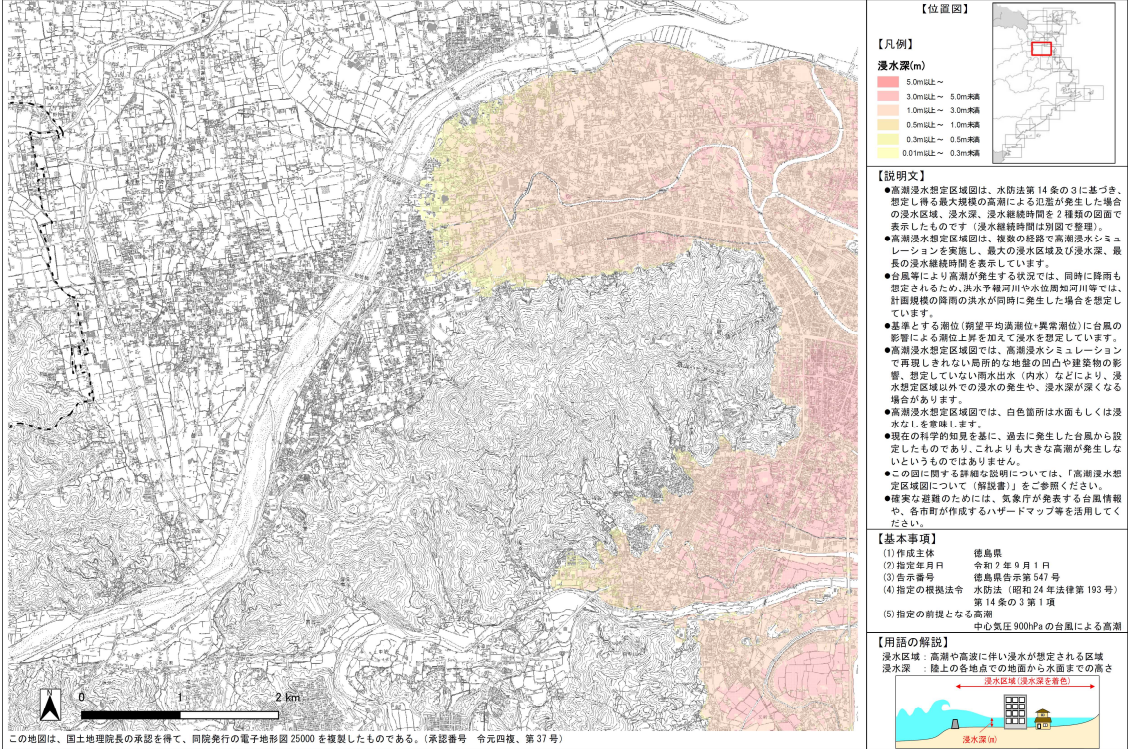 【位置図】
【凡例】
浸水深(m)
5.0m以上～
3.0m以上～ 5.0m未満
1.0m以上～ 3.0m未満
0.5m以上～ 1.0m未満
0.3m以上～ 0.5m未満
0.01m以上～ 0.3m未満
【説明文】
●高潮浸水想定区域図は、水防法第14条の3に基づき、
想定し得る最大規模の高潮による氾濫が発生した場合
の浸水区域、浸水深、浸水継続時間を2種類の図面で
表示したものです（浸水継続時間は別図で整理）。
●高潮浸水想定区域図は、複数の経路で高潮浸水シミュ
レーションを実施し、最大の浸水区域及び浸水深、最
長の浸水継続時間を表示しています。
●台風等により高潮が発生する状況では、同時に降雨も
想定されるため、洪水予報河川や水位周知河川等では、
計画規模の降雨の洪水が同時に発生した場合を想定し
ています。
●基準とする潮位(朔望平均満潮位+異常潮位)に台風の
影響による潮位上昇を加えて浸水を想定しています。
●高潮浸水想定区域図では、高潮浸水シミュレーション
で再現しきれない局所的な地盤の凹凸や建築物の影
響、想定していない雨水出水（内水）などにより、浸
水想定区域以外での浸水の発生や、浸水深が深くなる
場合があります。
●高潮浸水想定区域図では、白色箇所は水面もしくは浸
水なしを意味します。
●現在の科学的知見を基に、過去に発生した台風から設
定したものであり、これよりも大きな高潮が発生しな
いというものではありません。
●この図に関する詳細な説明については、「高潮浸水想
定区域図について（解説書）」をご参照ください。
●確実な避難のためには、気象庁が発表する台風情報
や、各市町が作成するハザードマップ等を活用してく
ださい。
【基本事項】
(1)作成主体 徳島県
(2)指定年月日 令和2年9月1日
(3)告示番号 徳島県告示第547号
(4)指定の根拠法令 水防法（昭和24年法律第193号）
第14条の3第1項
(5)指定の前提となる高潮
中心気圧900hPaの台風による高潮
【用語の解説】
浸水区域：高潮や高波に伴い浸水が想定される区域
浸水深　：陸上の各地点での地面から水面までの高さ
浸水区域(浸水深を着色)
浸水深(m)
N
0 1 2 km
この地図は、国土地理院長の承認を得て、同院発行の電子地形図25000を複製したものである。（承認番号 令元四複、第37号）